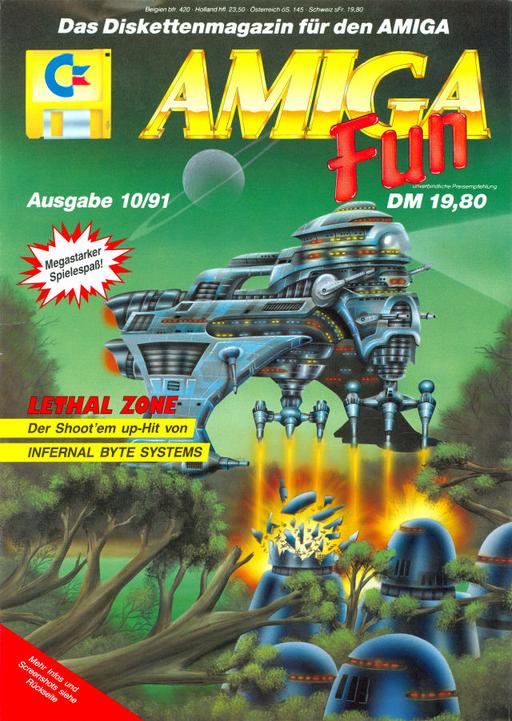 Belgien bfr. 420 · Holland hfl. 23,50 · Österreich öS. 145 · Schweiz sFr. 19,80
Das Diskettenmagazin für den AMIGA
AMIGA
Fun
unverbindliche Preisempfehlung
Ausgabe 10/91
DM 19,80
Megastarker
Spielespaß!
LETHAL ZONE
Der Shoot'em up-Hit von
INFERNAL BYTE SYSTEMS
Mehr Infos und
Screenshots siehe
Rückseite